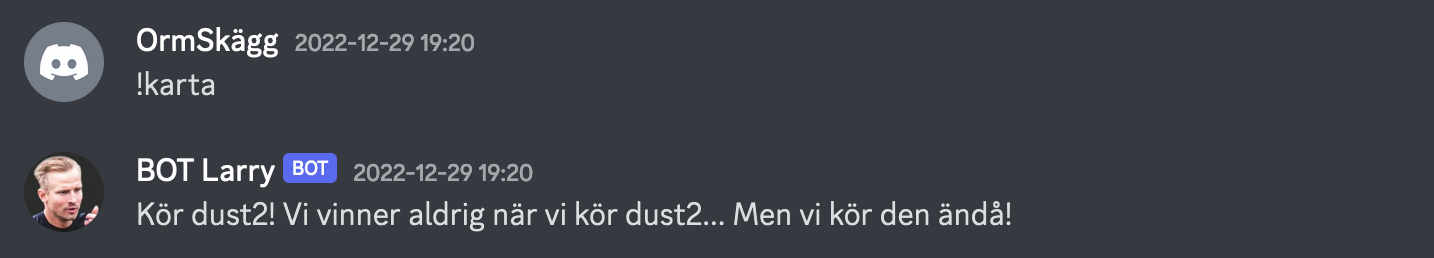 OrmSkägg 2022-12-29 19:20
!karta
BOT Larry BOT 2022-12-29 19:20
Kör dust2! Vi vinner aldrig när vi kör dust2... Men vi kör den ändå!